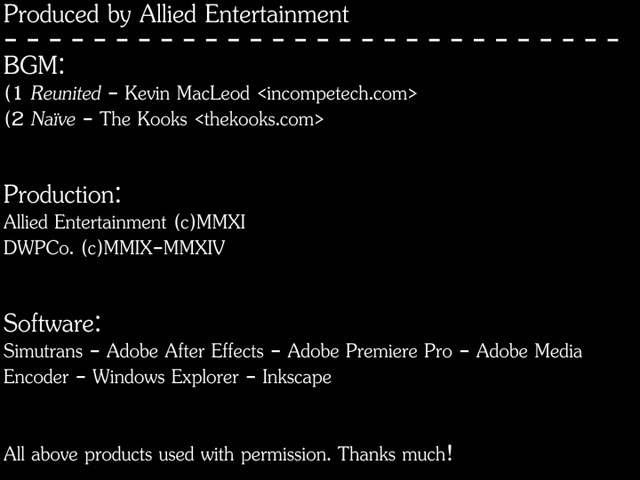 Produced by Allied Entertainment
- - - - - - - - - - - - - - - - - - - - - - - - - - - -
BGM:
(1 Reunited - Kevin MacLeod <incompetech.com>
(2 Naïve - The Kooks <thekooks.com>
Production:
Allied Entertainment (c)MMXI
DWPCo. (c)MMIX-MMXIV
Software:
Simutrans - Adobe After Effects - Adobe Premiere Pro - Adobe Media
Encoder - Windows Explorer - Inkscape
All above products used with permission. Thanks much!